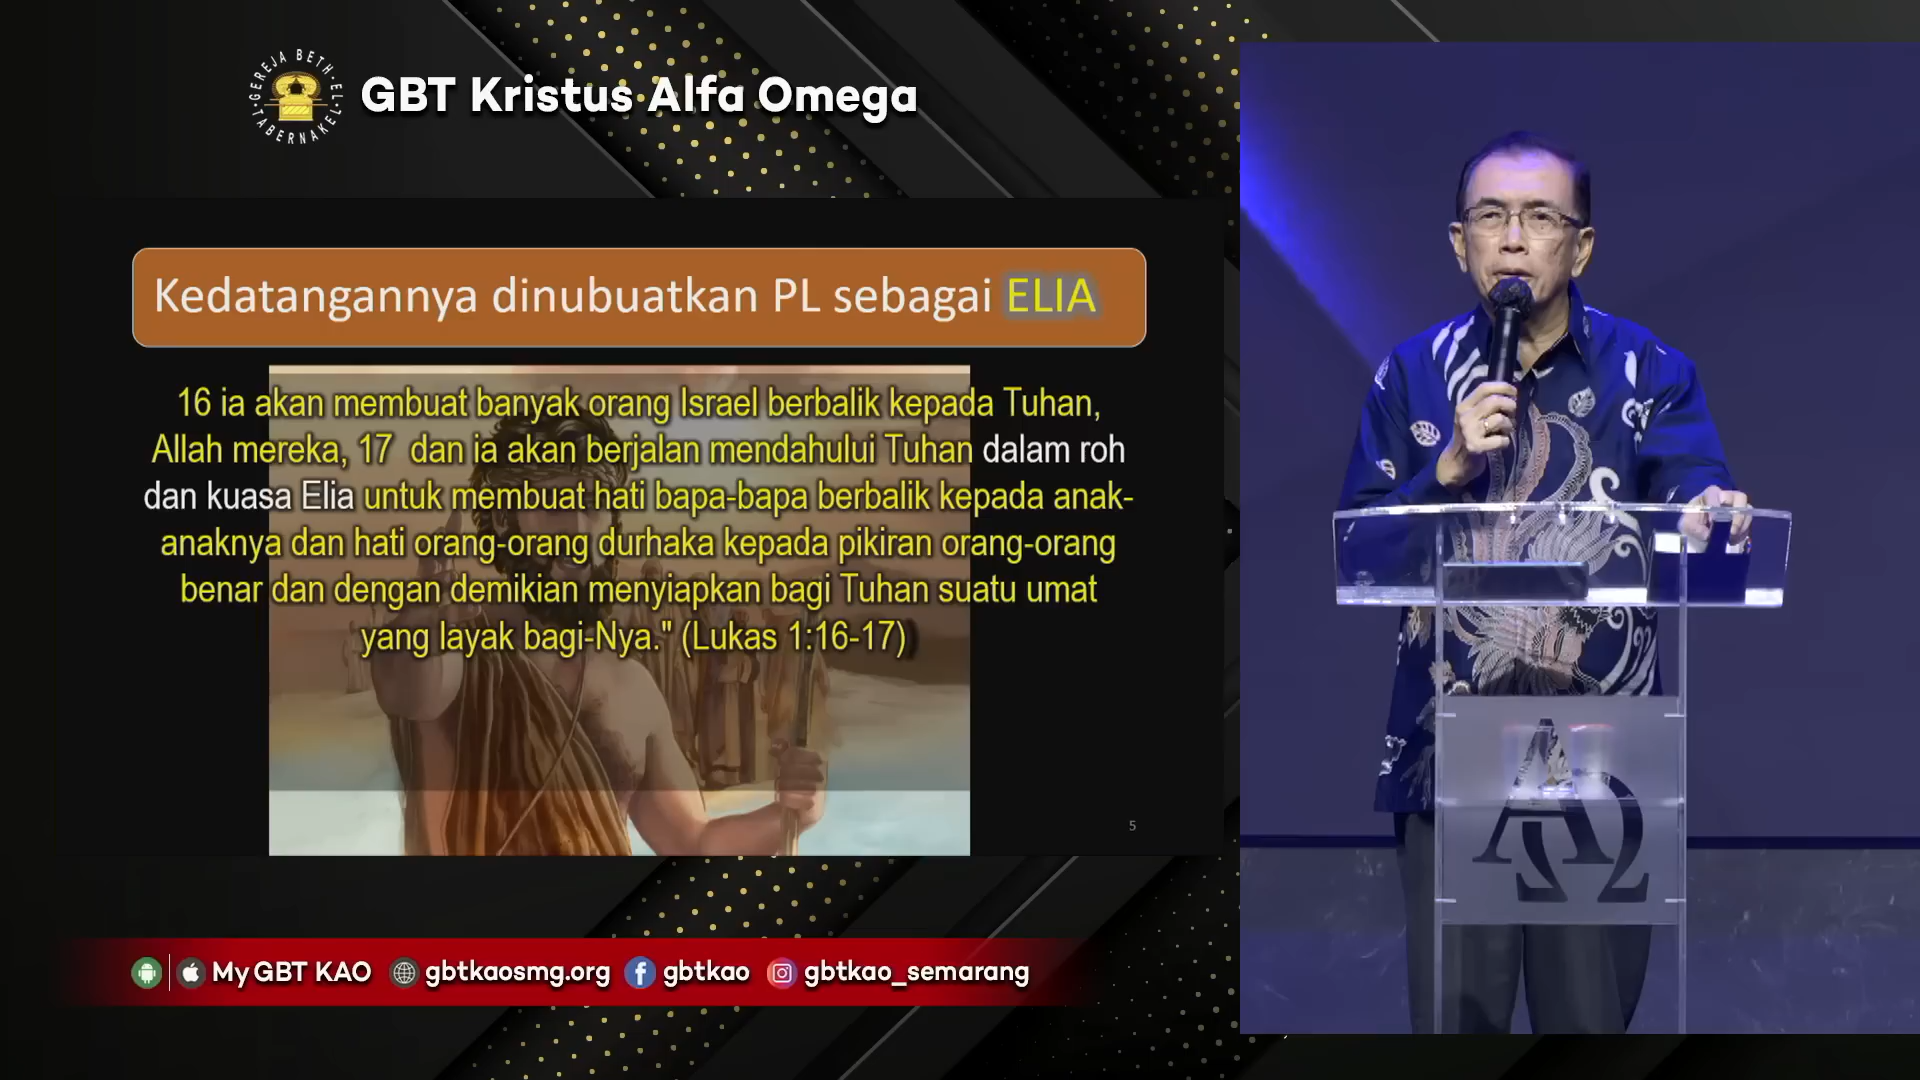 GEREJA BETH-EL
TABERNAKEL
GBT Kristus Alfa Omega
Kedatangannya dinubuatkan PL sebagai ELIA
16 ia akan membuat banyak orang Israel berbalik kepada Tuhan,
Allah mereka, 17 dan ia akan berjalan mendahului Tuhan dalam roh
dan kuasa Elia untuk membuat hati bapa-bapa berbalik kepada anak-
anaknya dan hati orang-orang durhaka kepada pikiran orang-orang
benar dan dengan demikian menyiapkan bagi Tuhan suatu umat
yang layak bagi-Nya." (Lukas 1:16-17)
5
My GBT KAO gbtkaosmg.org gbtkao gbtkao_semarang
ΑΩ